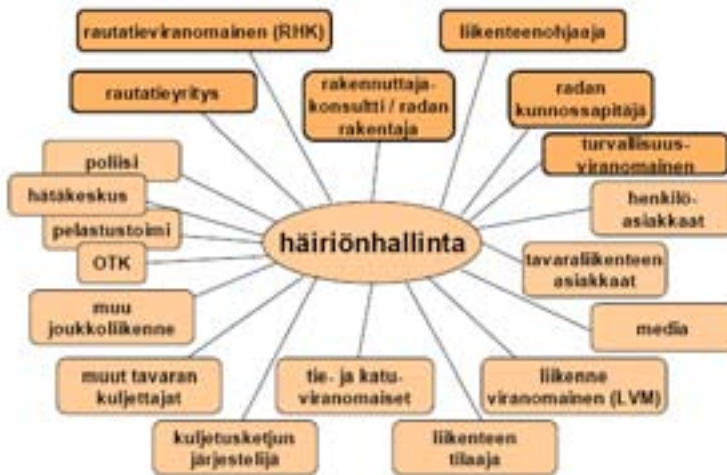 rautatieviranomainen (RHK)
liikenteenohjaaja
rautatieyritys
rakennuttaja-
konsultti / radan
rakentaja
radan
kunnossapitäjä
turvallisuus-
viranomainen
poliisi
hätäkeskus
pelastustoimi
OTK
häiriönhallinta
henkilö-
asiakkaat
tavaraliikenteen
asiakkaat
muu
joukkoliikenne
media
muut tavaran
kuljettajat
tie- ja katu-
viranomaiset
liikenne
viranomainen (LVM)
kuljetusketjun
järjestelijä
liikenteen
tilaaja